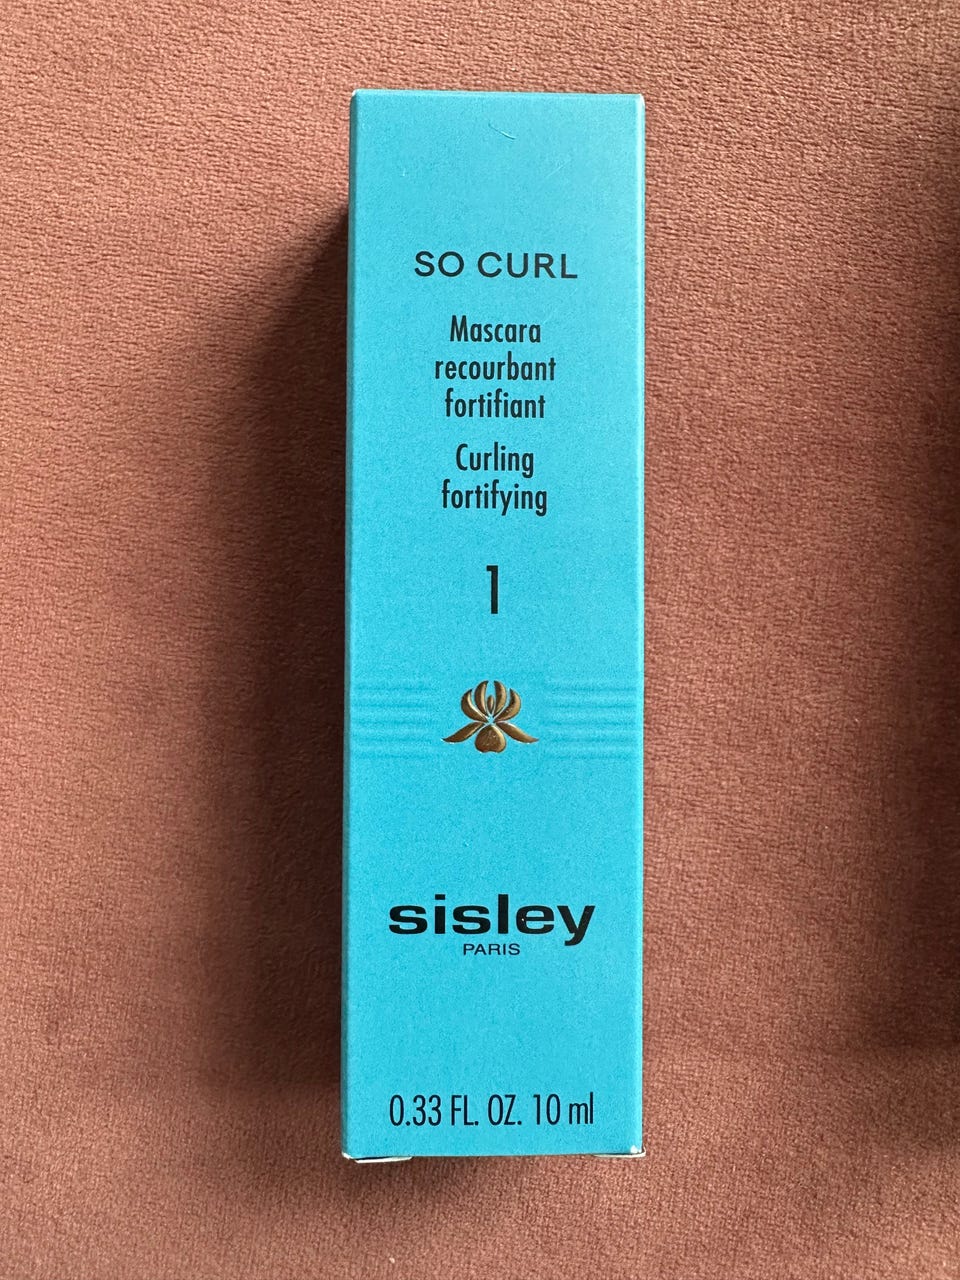 SO CURL
Mascara
recourbant
fortifiant
Curling
fortifying
1
sisley
PARIS
0.33 FL. OZ. 10 ml